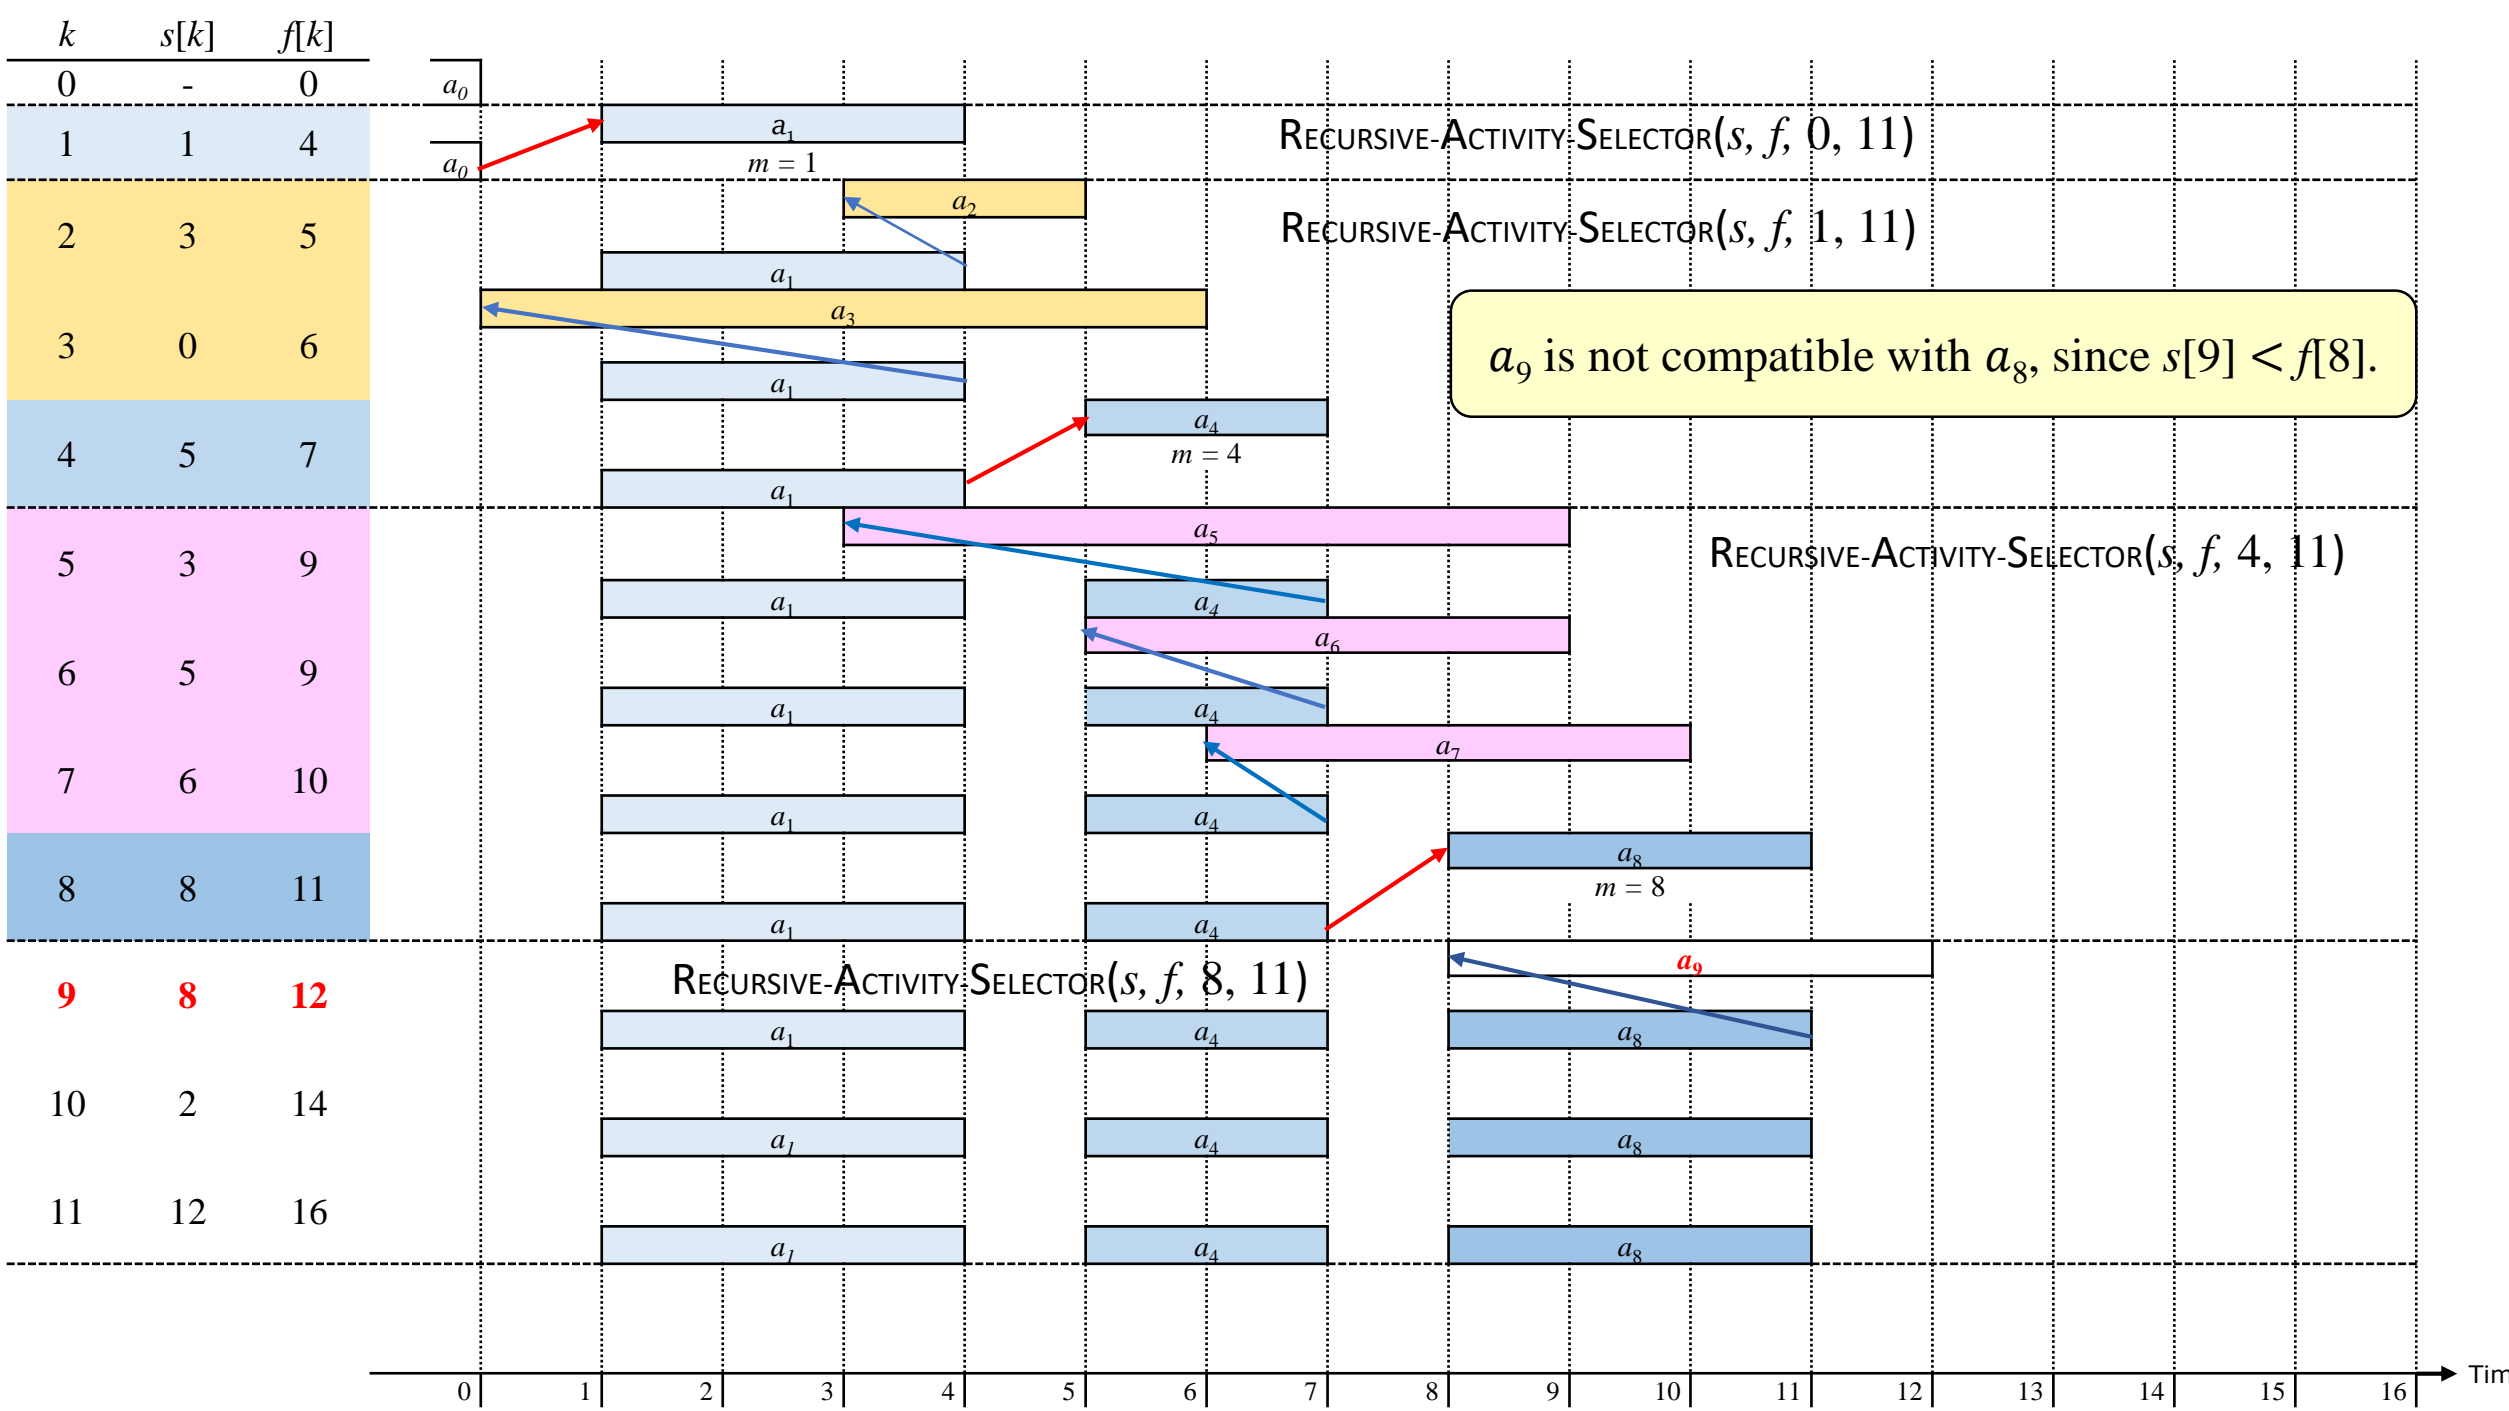 k s[k] f[k]
0 - 0 a0
a1
1 1 4 RECURSIVE-ACTIVITY-SELECTOR(s, f, 0, 11)
a0 m = 1
a2
2 3 5 RECURSIVE-ACTIVITY-SELECTOR(s, f, 1, 11)
a1
a3
3 0 6 a9 is not compatible with a8, since s[9] < f[8].
a1
a4
4 5 7 m = 4
a1
a5
5 3 9 RECURSIVE-ACTIVITY-SELECTOR(s, f, 4, 11)
a1 a4
a6
6 5 9
a1 a4
a7
7 6 10
a1 a4
a8
8 8 11 m = 8
a1 a4
a9
9 8 12 RECURSIVE-ACTIVITY-SELECTOR(s, f, 8, 11)
a1 a4 a8
10 2 14
a1 a4 a8
11 12 16
a1 a4 a8
0 1 2 3 4 5 6 7 8 9 10 11 12 13 14 15 16